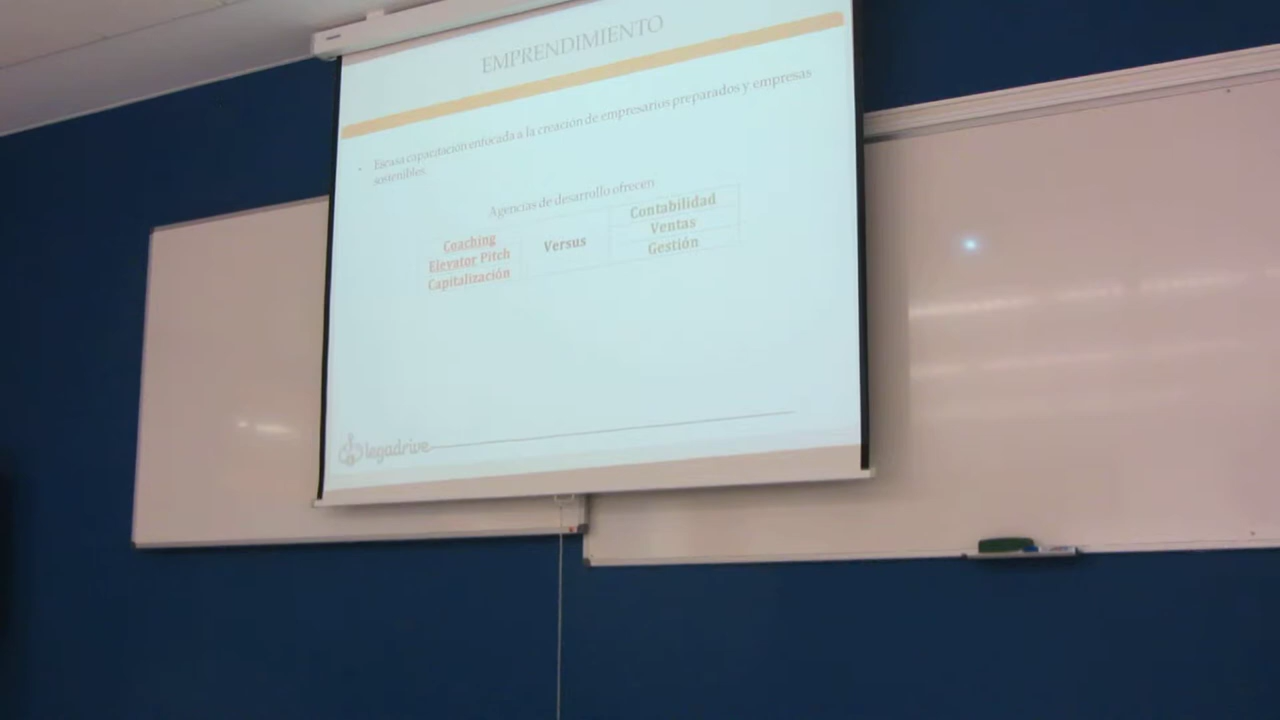 EMPRENDIMIENTO
Escasa capacitación enfocada a la creación de empresarios preparados y empresas
sostenibles.
Agencias de desarrollo ofrecen
Coaching
Elevator Pitch
Capitalización
Versus
Contabilidad
Ventas
Gestión
legadrive